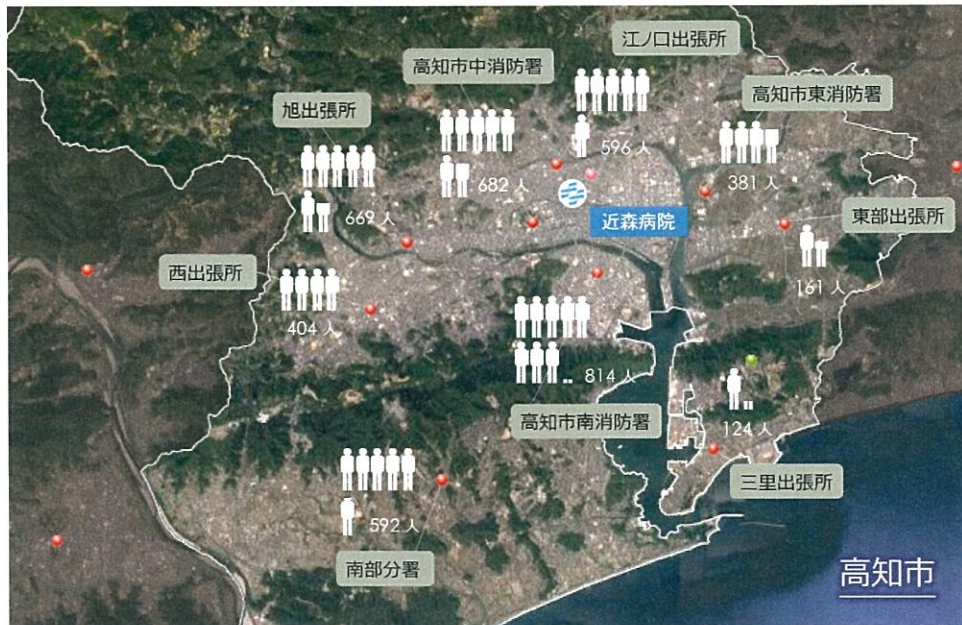 江ノ口出張所
高知市中消防署
596 人
高知市東消防署
旭出張所
682 人
381 人
669 人
近森病院
東部出張所
西出張所
161 人
404 人
814 人
高知市南消防署
124 人
三里出張所
592 人
南部分署
高知市